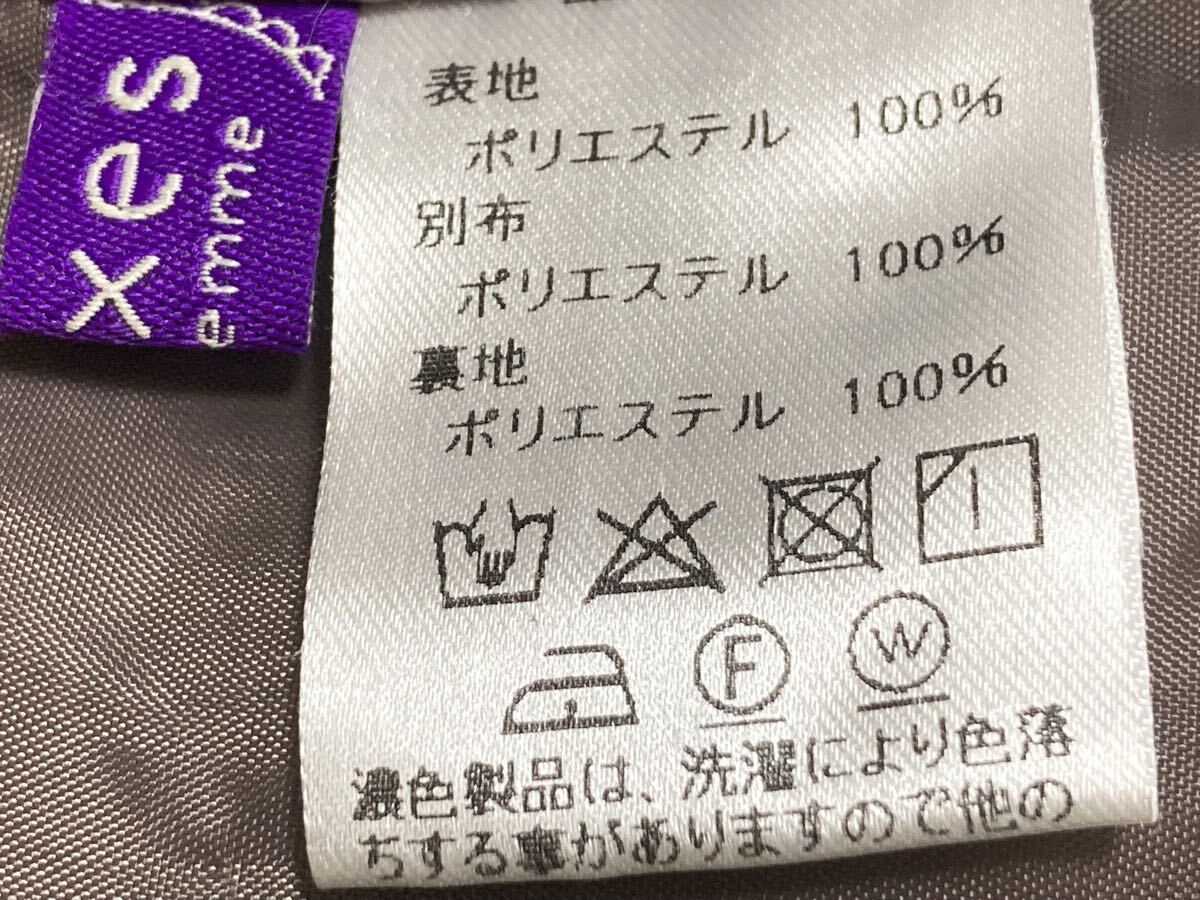 xes
emme
表地
ポリエステル 100%
別布
ポリエステル 100%
裏地
ポリエステル 100%
F
W
濃色製品は、洗濯により色落
ちする事がありますので他の